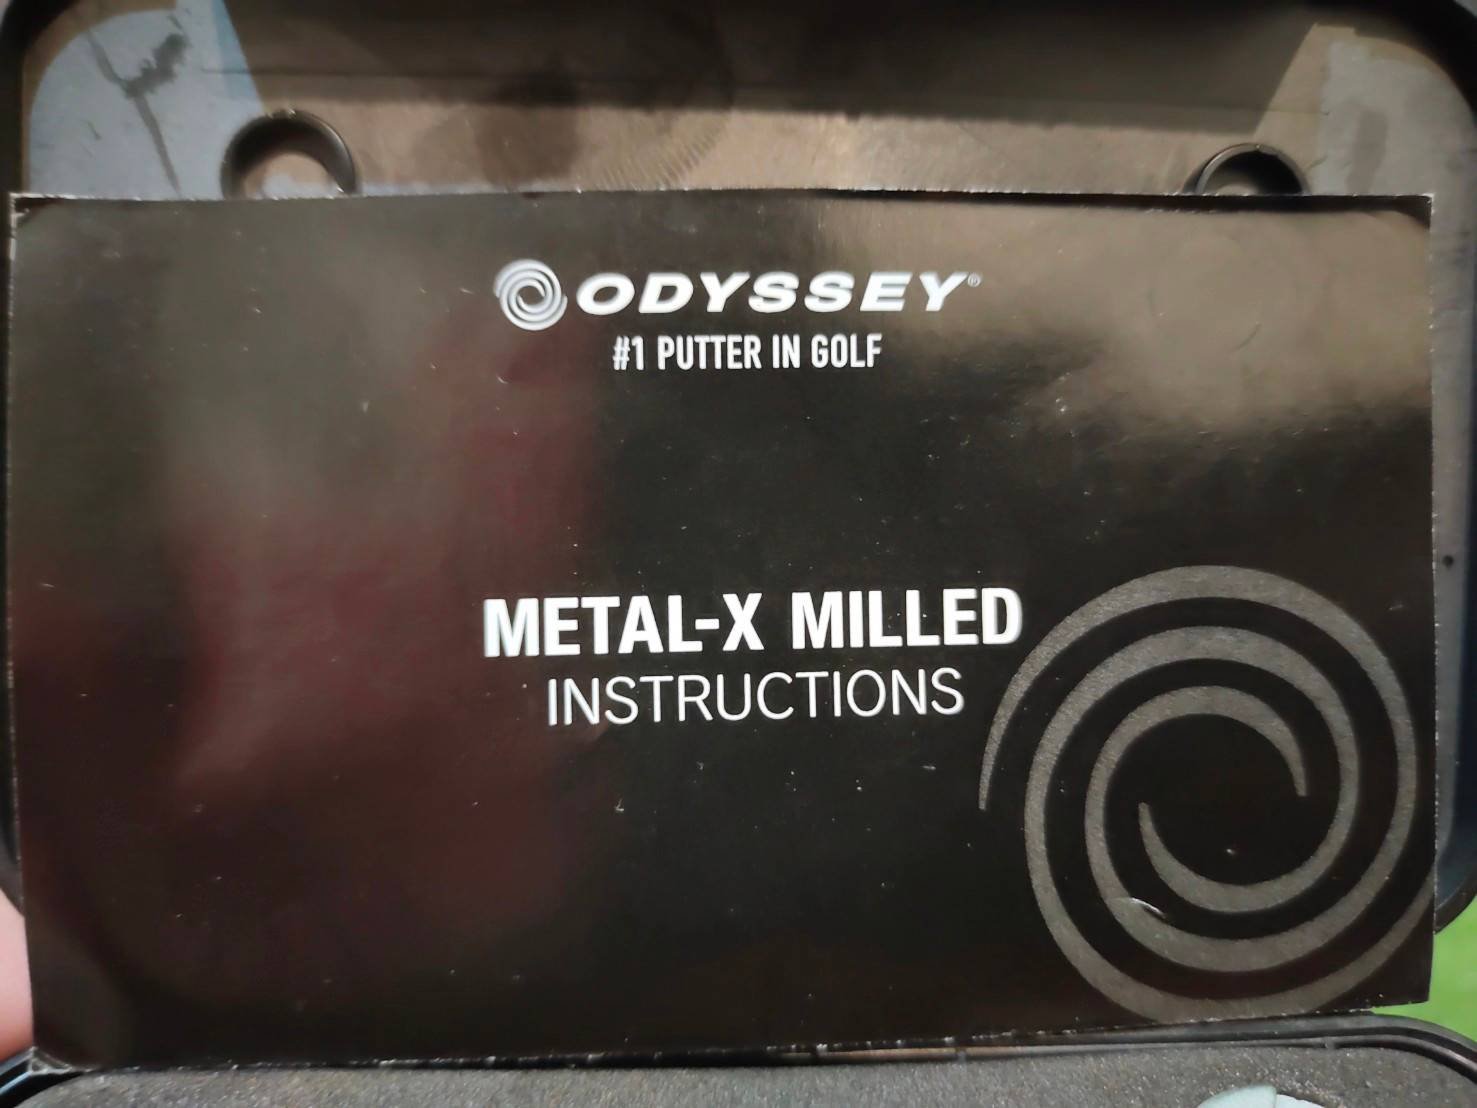 ODYSSEY®
#1 PUTTER IN GOLF
METAL-X MILLED
INSTRUCTIONS